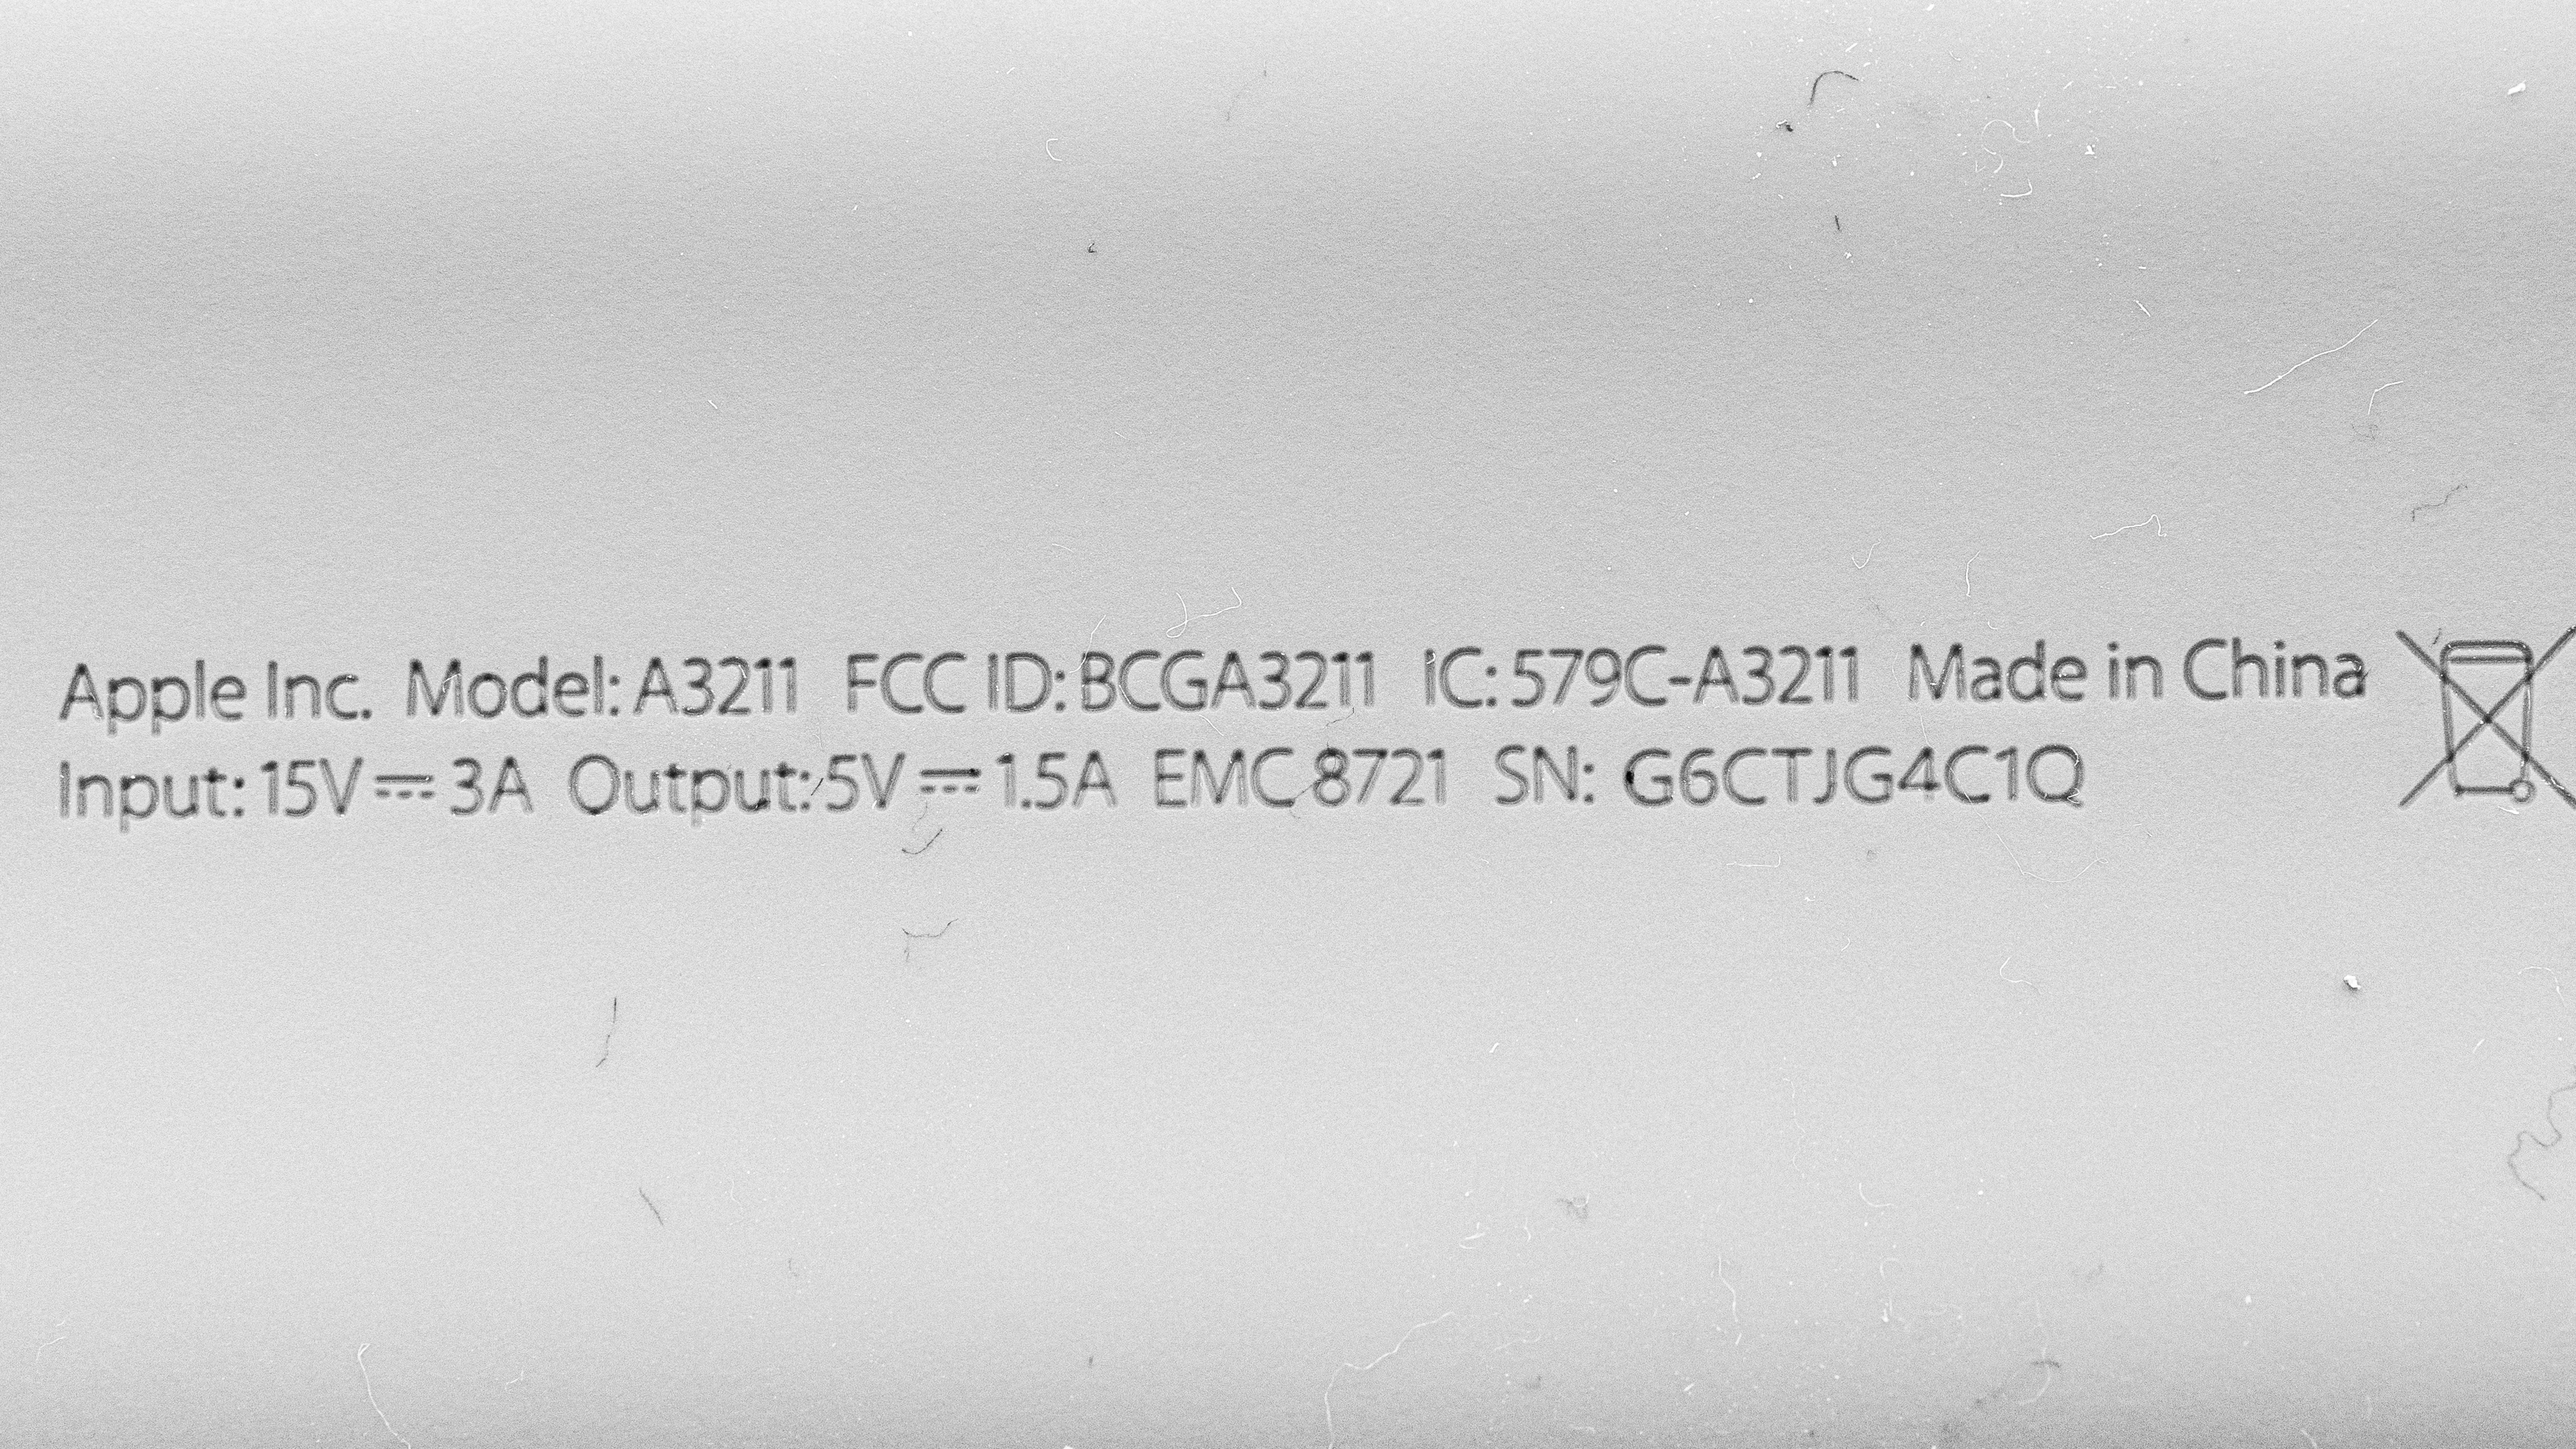 Apple Inc. Model: A3211 FCC ID: BCGA3211 IC: 579C-A3211 Made in China
Input: 15V⎓3A Output: 5V⎓1.5A EMC 8721 SN: G6CTJG4C1Q